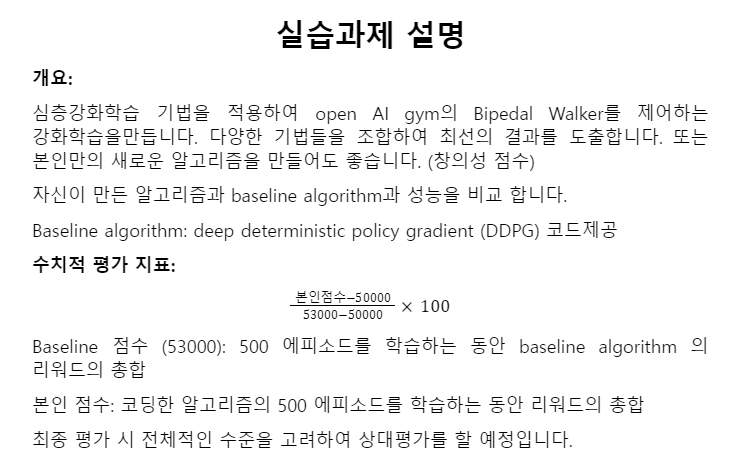 실습과제 설명
개요:
심층강화학습 기법을 적용하여 open AI gym의 Bipedal Walker를 제어하는
강화학습을만듭니다. 다양한 기법들을 조합하여 최선의 결과를 도출합니다. 또는
본인만의 새로운 알고리즘을 만들어도 좋습니다. (창의성 점수)
자신이 만든 알고리즘과 baseline algorithm과 성능을 비교 합니다.
Baseline algorithm: deep deterministic policy gradient (DDPG) 코드제공
수치적 평가 지표:
본인점수−50000
53000−50000
× 100
Baseline 점수 (53000): 500 에피소드를 학습하는 동안 baseline algorithm 의
리워드의 총합
본인 점수: 코딩한 알고리즘의 500 에피소드를 학습하는 동안 리워드의 총합
최종 평가 시 전체적인 수준을 고려하여 상대평가를 할 예정입니다.